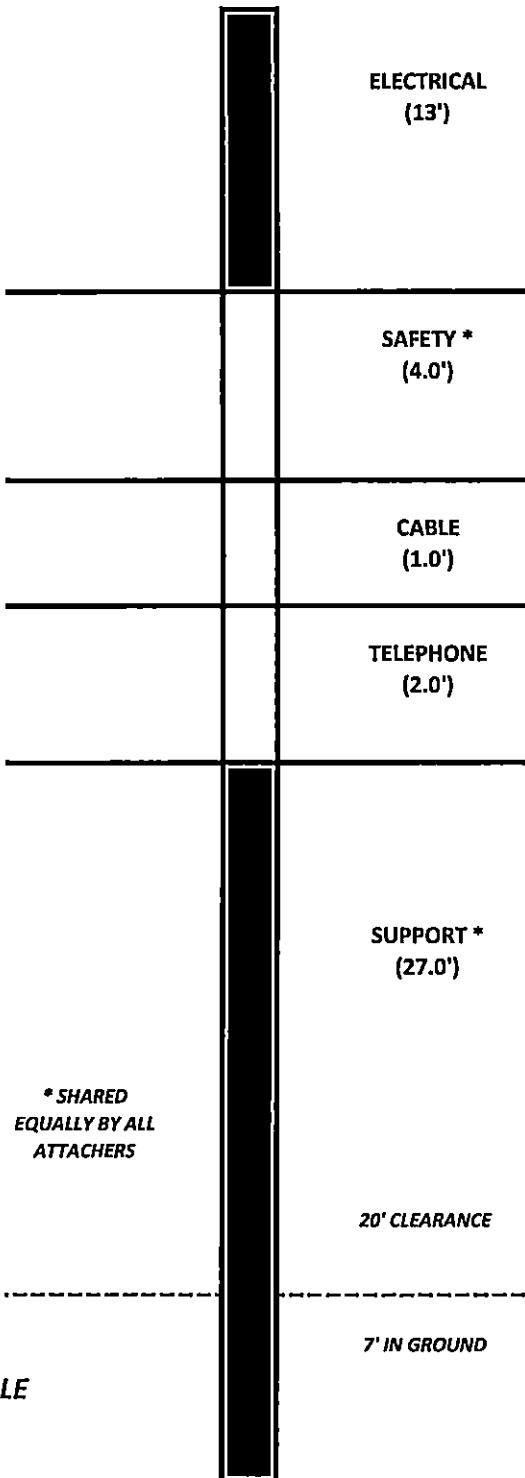 ELECTRICAL
(13')
SAFETY *
(4.0')
CABLE
(1.0')
TELEPHONE
(2.0')
SUPPORT *
(27.0')
* SHARED
EQUALLY BY ALL
ATTACHERS
20' CLEARANCE
7' IN GROUND
LE